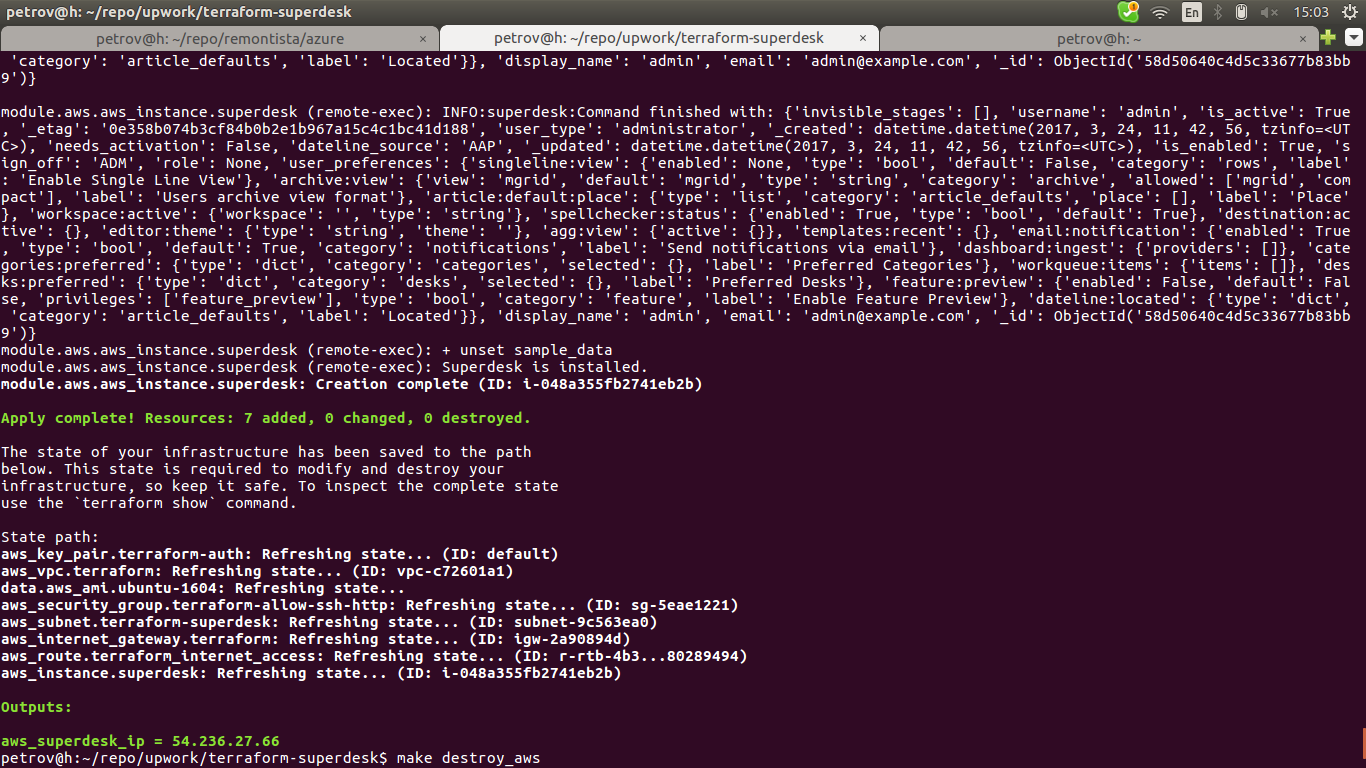 petrov@h: ~/repo/upwork/terraform-superdesk
En
15:03
petrov@h: ~/repo/remontista/azure ×
petrov@h: ~/repo/upwork/terraform-superdesk ×
petrov@h: ~ ×
 'category': 'article_defaults', 'label': 'Located'}}, 'display_name': 'admin', 'email': 'admin@example.com', '_id': ObjectId('58d50640c4d5c33677b83bb
9')}
module.aws.aws_instance.superdesk (remote-exec): INFO:superdesk:Command finished with: {'invisible_stages': [], 'username': 'admin', 'is_active': True
, '_etag': '0e358b074b3cf84b0b2e1b967a15c4c1bc41d188', 'user_type': 'administrator', '_created': datetime.datetime(2017, 3, 24, 11, 42, 56, tzinfo=<UT
C>), 'needs_activation': False, 'dateline_source': 'AAP', '_updated': datetime.datetime(2017, 3, 24, 11, 42, 56, tzinfo=<UTC>), 'is_enabled': True, 's
ign_off': 'ADM', 'role': None, 'user_preferences': {'singleline:view': {'enabled': None, 'type': 'bool', 'default': False, 'category': 'rows', 'label'
: 'Enable Single Line View'}, 'archive:view': {'view': 'mgrid', 'default': 'mgrid', 'type': 'string', 'category': 'archive', 'allowed': ['mgrid', 'com
pact'], 'label': 'Users archive view format'}, 'article:default:place': {'type': 'list', 'category': 'article_defaults', 'place': [], 'label': 'Place'
}, 'workspace:active': {'workspace': '', 'type': 'string'}, 'spellchecker:status': {'enabled': True, 'type': 'bool', 'default': True}, 'destination:ac
tive': {}, 'editor:theme': {'type': 'string', 'theme': ''}, 'agg:view': {'active': {}}, 'templates:recent': {}, 'email:notification': {'enabled': True
, 'type': 'bool', 'default': True, 'category': 'notifications', 'label': 'Send notifications via email'}, 'dashboard:ingest': {'providers': []}, 'cate
gories:preferred': {'type': 'dict', 'category': 'categories', 'selected': {}, 'label': 'Preferred Categories'}, 'workqueue:items': {'items': []}, 'des
ks:preferred': {'type': 'dict', 'category': 'desks', 'selected': {}, 'label': 'Preferred Desks'}, 'feature:preview': {'enabled': False, 'default': Fal
se, 'privileges': ['feature_preview'], 'type': 'bool', 'category': 'feature', 'label': 'Enable Feature Preview'}, 'dateline:located': {'type': 'dict',
 'category': 'article_defaults', 'label': 'Located'}}, 'display_name': 'admin', 'email': 'admin@example.com', '_id': ObjectId('58d50640c4d5c33677b83bb
9')}
module.aws.aws_instance.superdesk (remote-exec): + unset sample_data
module.aws.aws_instance.superdesk (remote-exec): Superdesk is installed.
module.aws.aws_instance.superdesk: Creation complete (ID: i-048a355fb2741eb2b)
Apply complete! Resources: 7 added, 0 changed, 0 destroyed.
The state of your infrastructure has been saved to the path
below. This state is required to modify and destroy your
infrastructure, so keep it safe. To inspect the complete state
use the `terraform show` command.
State path:
aws_key_pair.terraform-auth: Refreshing state... (ID: default)
aws_vpc.terraform: Refreshing state... (ID: vpc-c72601a1)
data.aws_ami.ubuntu-1604: Refreshing state...
aws_security_group.terraform-allow-ssh-http: Refreshing state... (ID: sg-5eae1221)
aws_subnet.terraform-superdesk: Refreshing state... (ID: subnet-9c563ea0)
aws_internet_gateway.terraform: Refreshing state... (ID: igw-2a90894d)
aws_route.terraform_internet_access: Refreshing state... (ID: r-rtb-4b3...80289494)
aws_instance.superdesk: Refreshing state... (ID: i-048a355fb2741eb2b)
Outputs:
aws_superdesk_ip = 54.236.27.66
petrov@h:~/repo/upwork/terraform-superdesk$ make destroy_aws